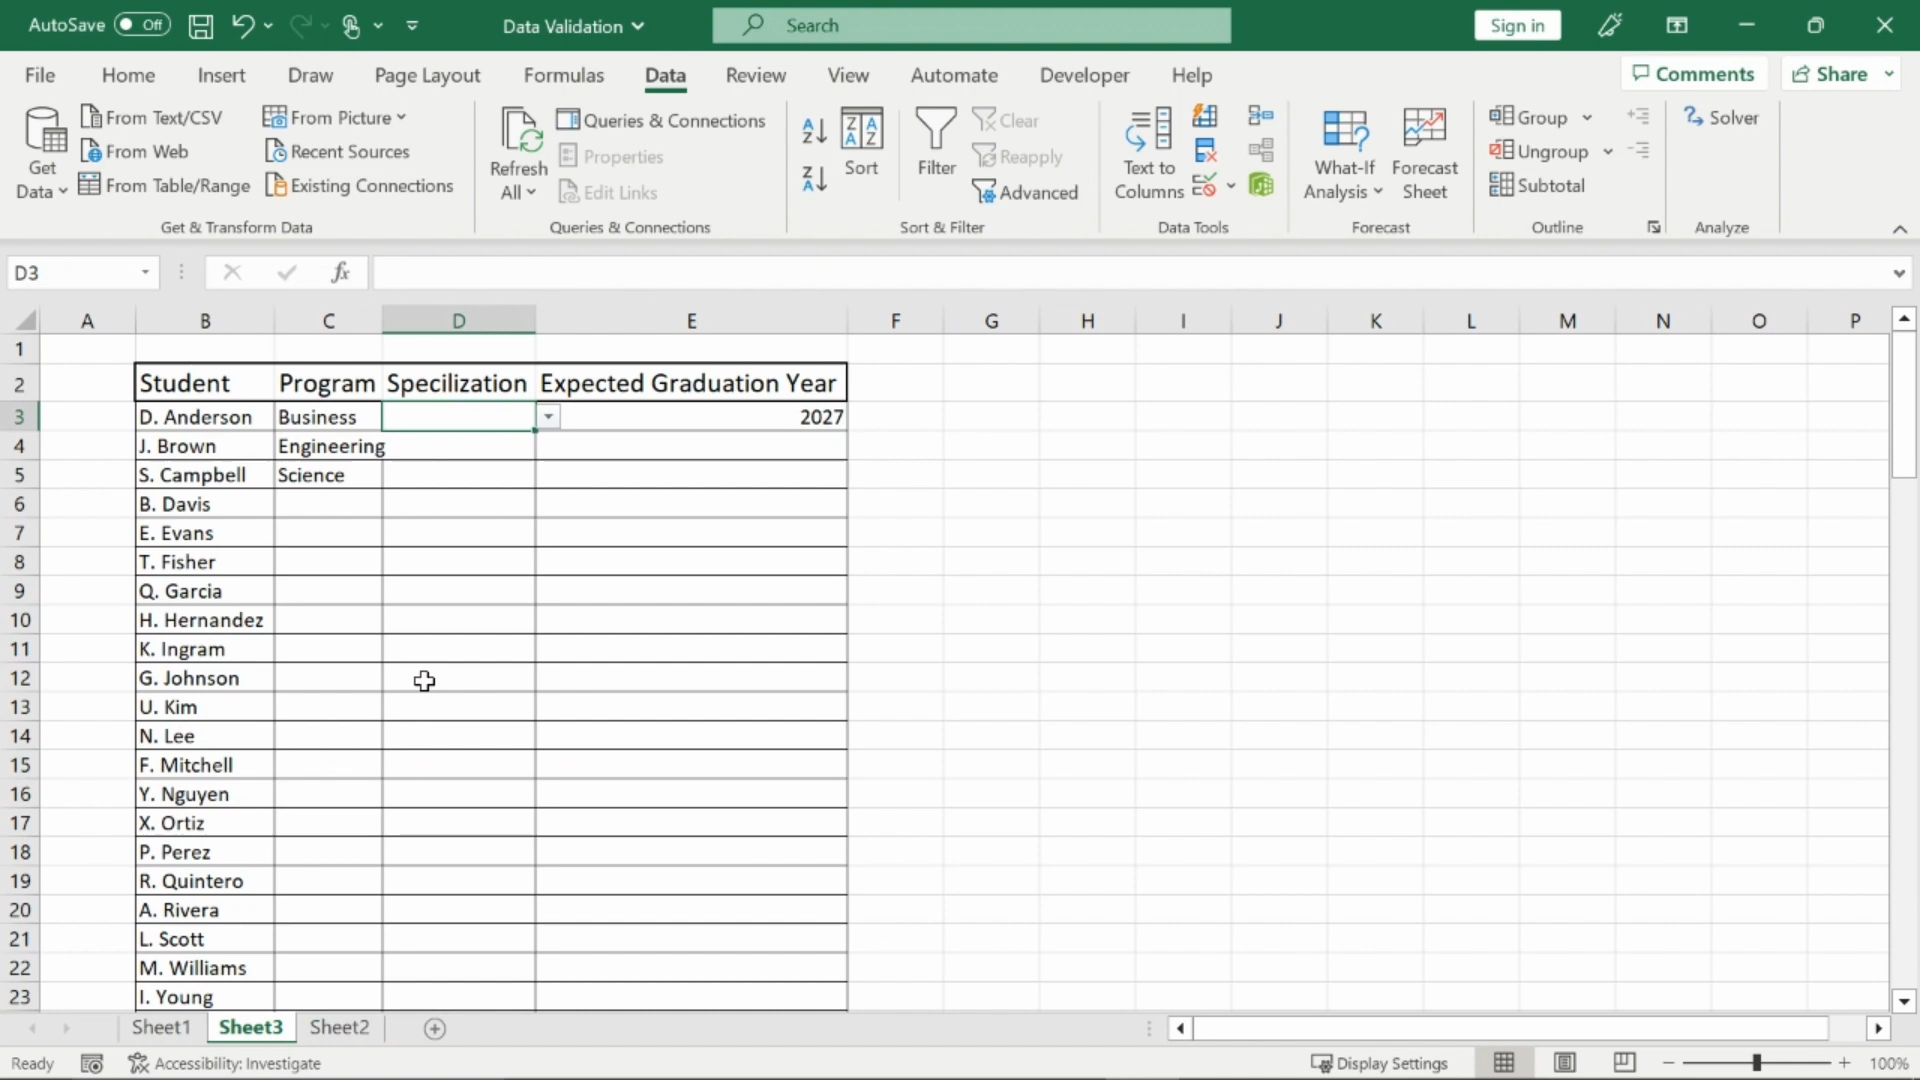 AutoSave Off Data Validation Search Sign in
File Home Insert Draw Page Layout Formulas Data Review View Automate Developer Help Comments Share
Get Data
From Text/CSV
From Web
From Table/Range
From Picture
Recent Sources
Existing Connections
Get & Transform Data
Refresh All
Queries & Connections
Properties
Edit Links
Queries & Connections
Sort
Filter
Clear
Reapply
Advanced
Sort & Filter
Text to Columns
Data Tools
What-If Analysis
Forecast Sheet
Forecast
Group
Ungroup
Subtotal
Outline
Solver
Analyze
D3 fx
A B C D E F G H I J K L M N O P
1
2 Student Program Specilization Expected Graduation Year
3 D. Anderson Business 2027
4 J. Brown Engineering
5 S. Campbell Science
6 B. Davis
7 E. Evans
8 T. Fisher
9 Q. Garcia
10 H. Hernandez
11 K. Ingram
12 G. Johnson
13 U. Kim
14 N. Lee
15 F. Mitchell
16 Y. Nguyen
17 X. Ortiz
18 P. Perez
19 R. Quintero
20 A. Rivera
21 L. Scott
22 M. Williams
23 I. Young
Sheet1 Sheet3 Sheet2
Ready Accessibility: Investigate Display Settings 100%